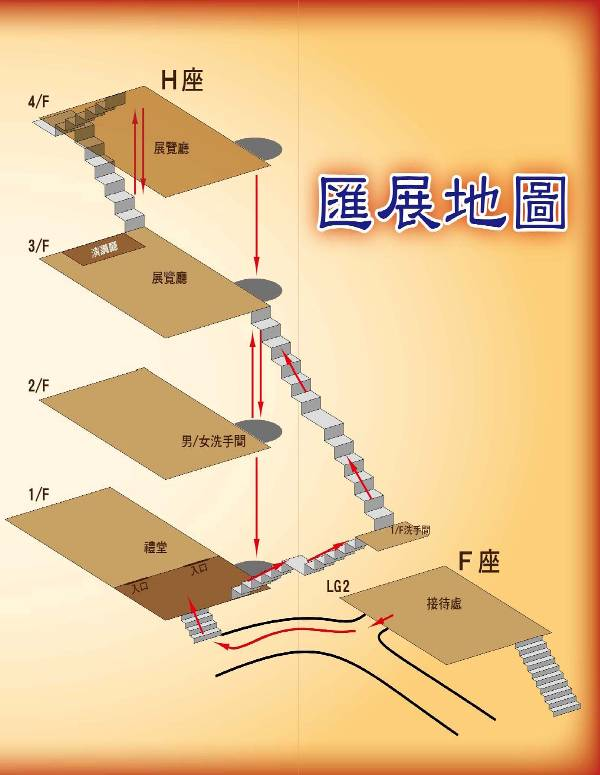 H座
4/F
展覽廳
匯展地圖
3/F
演講廳
展覽廳
2/F
男/女洗手間
1/F
禮堂
1/F洗手間
入口
入口
F座
LG2
接待處